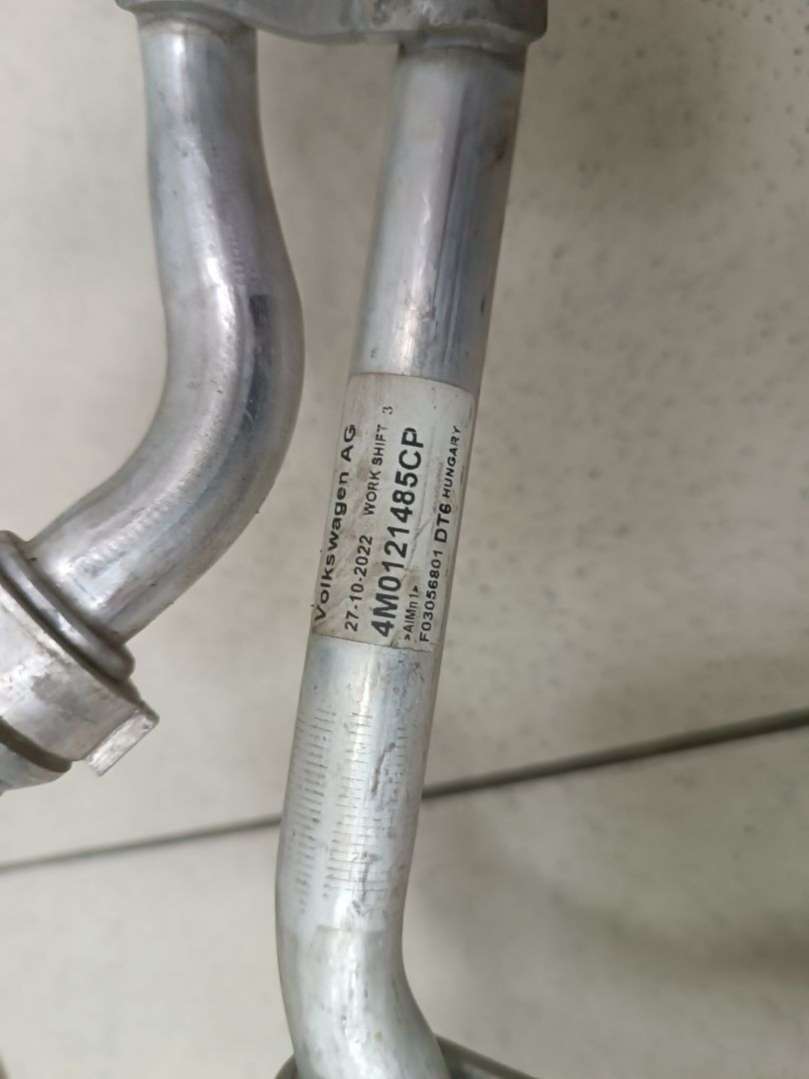 Volkswagen AG
27-10-2022 WORK SHIFT 3
4M0121485CP
>AlMn1<
F03056801 DT6 HUNGARY